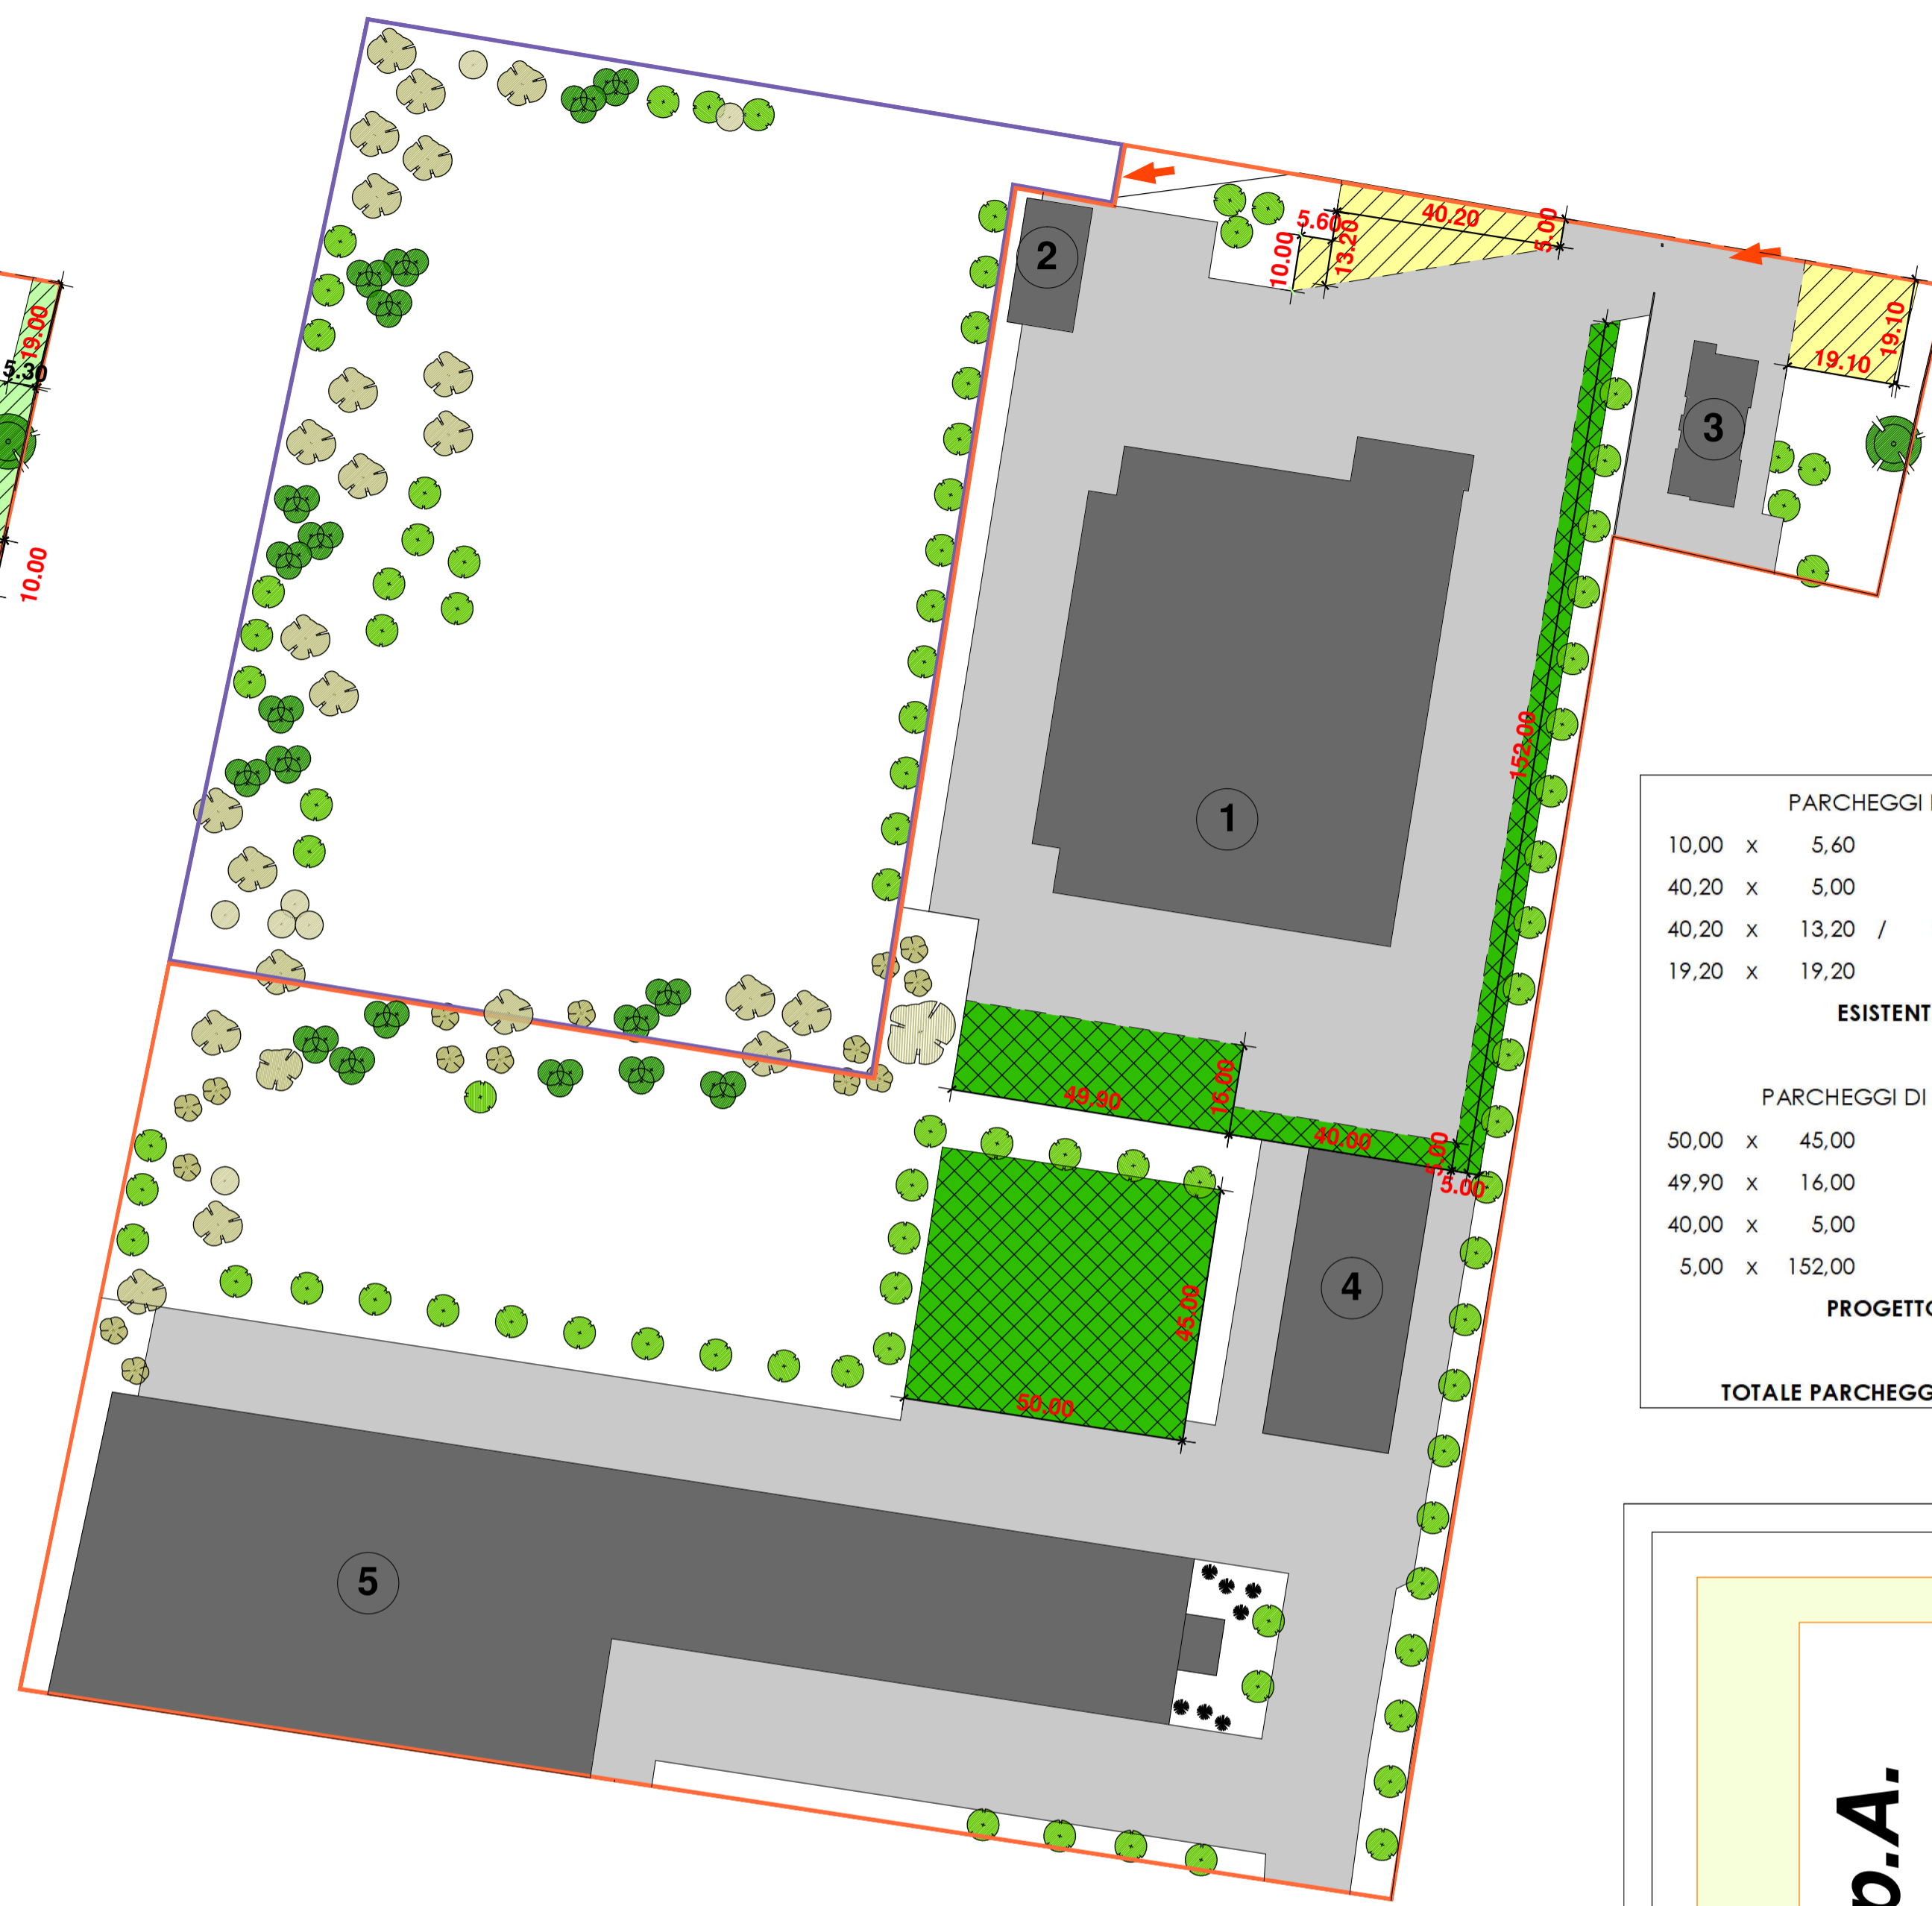 19.00
5.30
10.00
5.60
10.00
13.20
40.20
5.00
19.10
19.10
2
3
1
152.00
49.90
16.00
40.00
5.00
5.00
45.00
50.00
4
5
PARCHEGGI
10,00 x 5,60
40,20 x 5,00
40,20 x 13,20 /
19,20 x 19,20
ESISTENT
PARCHEGGI DI
50,00 x 45,00
49,90 x 16,00
40,00 x 5,00
5,00 x 152,00
PROGETTO
TOTALE PARCHEGG
p.A.